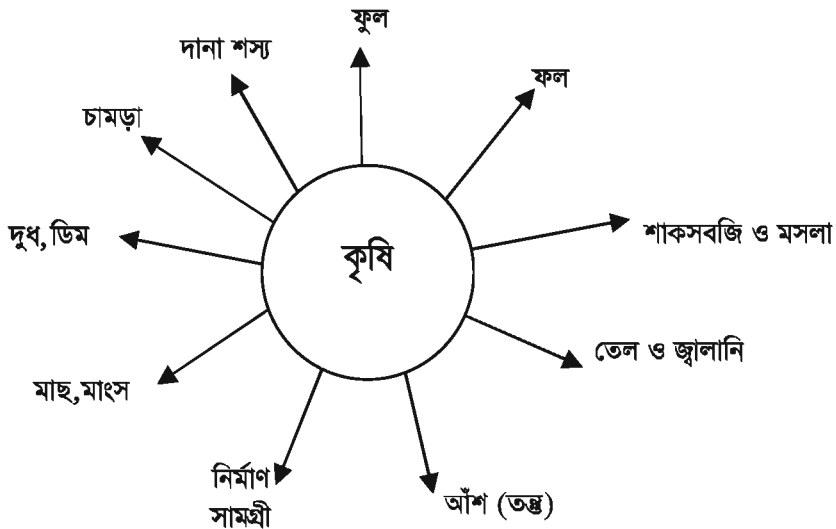 ফুল
দানা শস্য
ফল
চামড়া
দুধ,ডিম
কৃষি
শাকসবজি ও মসলা
তেল ও জ্বালানি
মাছ,মাংস
নির্মাণ
সামগ্রী
আঁশ (তন্তু)